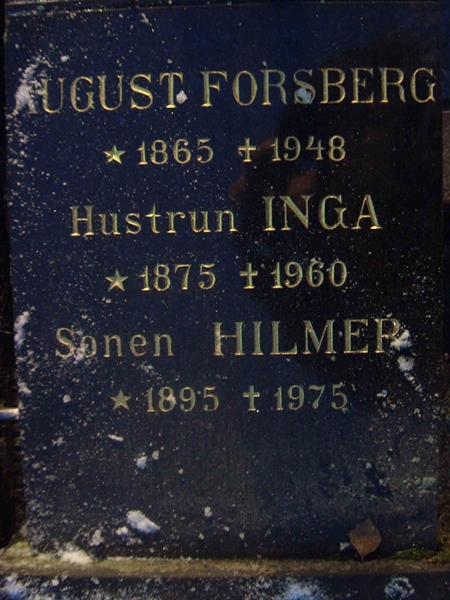 AUGUST FORSBERG
★ 1865 ✝ 1948
Hustrun INGA
★ 1875 ✝ 1960
Sonen HILMER
★ 1895 ✝ 1975